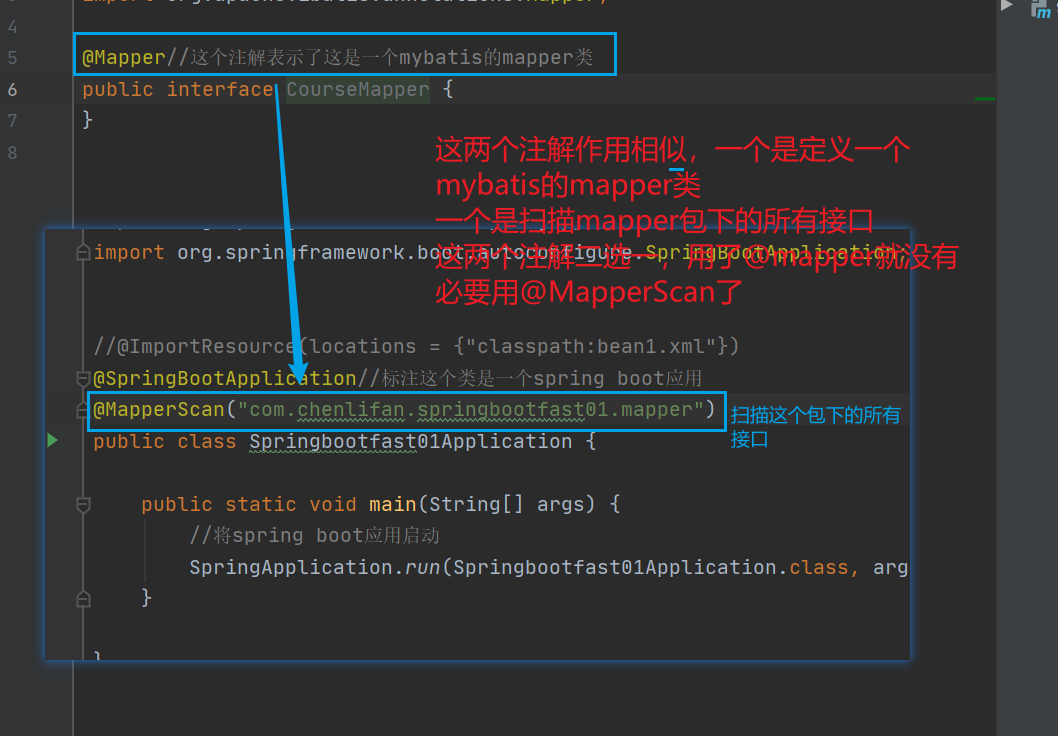 4
5 @Mapper//这个注解表示了这是一个mybatis的mapper类
6 public interface CourseMapper {
7 }
8
这两个注解作用相似，一个是定义一个
mybatis的mapper类
一个是扫描mapper包下的所有接口
import org.springframework.boot.autoconfigure.SpringBootApplication;
这两个注解二选一，用了@mapper就没有
必要用@MapperScan了
//@ImportResource(locations = {"classpath:bean1.xml"})
@SpringBootApplication//标注这个类是一个spring boot应用
@MapperScan("com.chenlifan.springbootfast01.mapper")
扫描这个包下的所有
接口
public class Springbootfast01Application {
public static void main(String[] args) {
//将spring boot应用启动
SpringApplication.run(Springbootfast01Application.class, arg
}
}